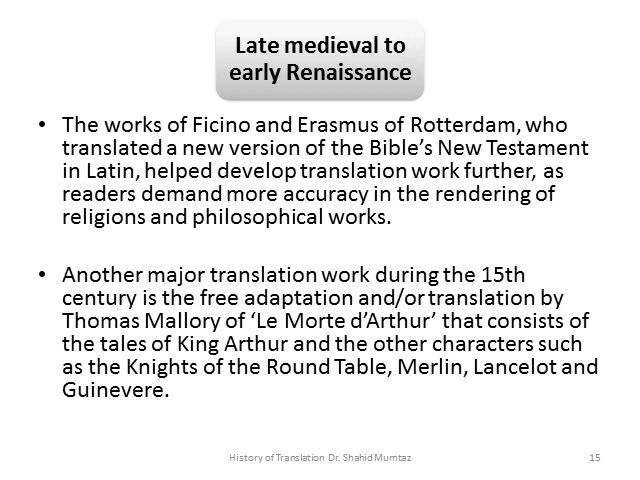 Late medieval to
early Renaissance
• The works of Ficino and Erasmus of Rotterdam, who
translated a new version of the Bible’s New Testament
in Latin, helped develop translation work further, as
readers demand more accuracy in the rendering of
religions and philosophical works.
• Another major translation work during the 15th
century is the free adaptation and/or translation by
Thomas Mallory of ‘Le Morte d’Arthur’ that consists of
the tales of King Arthur and the other characters such
as the Knights of the Round Table, Merlin, Lancelot and
Guinevere.
History of Translation Dr. Shahid Mumtaz
15